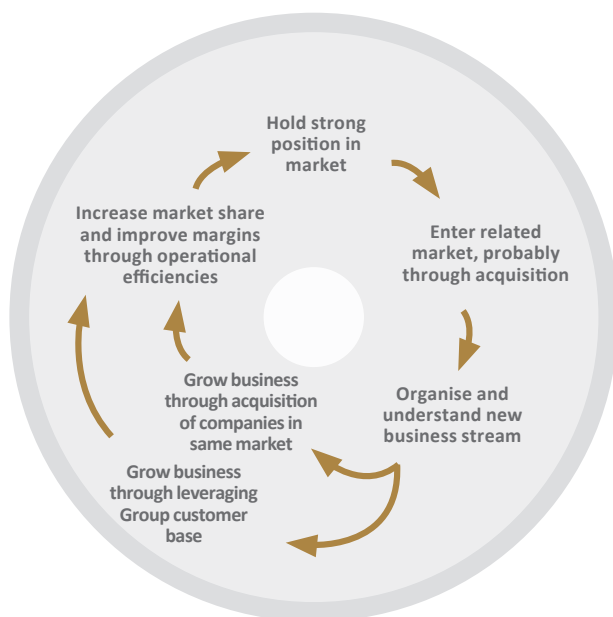 Hold strong
position in
market
Enter related
market, probably
through acquisition
Organise and
understand new
business stream
Grow business
through acquisition
of companies in
same market
Grow business
through leveraging
Group customer
base
Increase market share
and improve margins
through operational
efficiencies